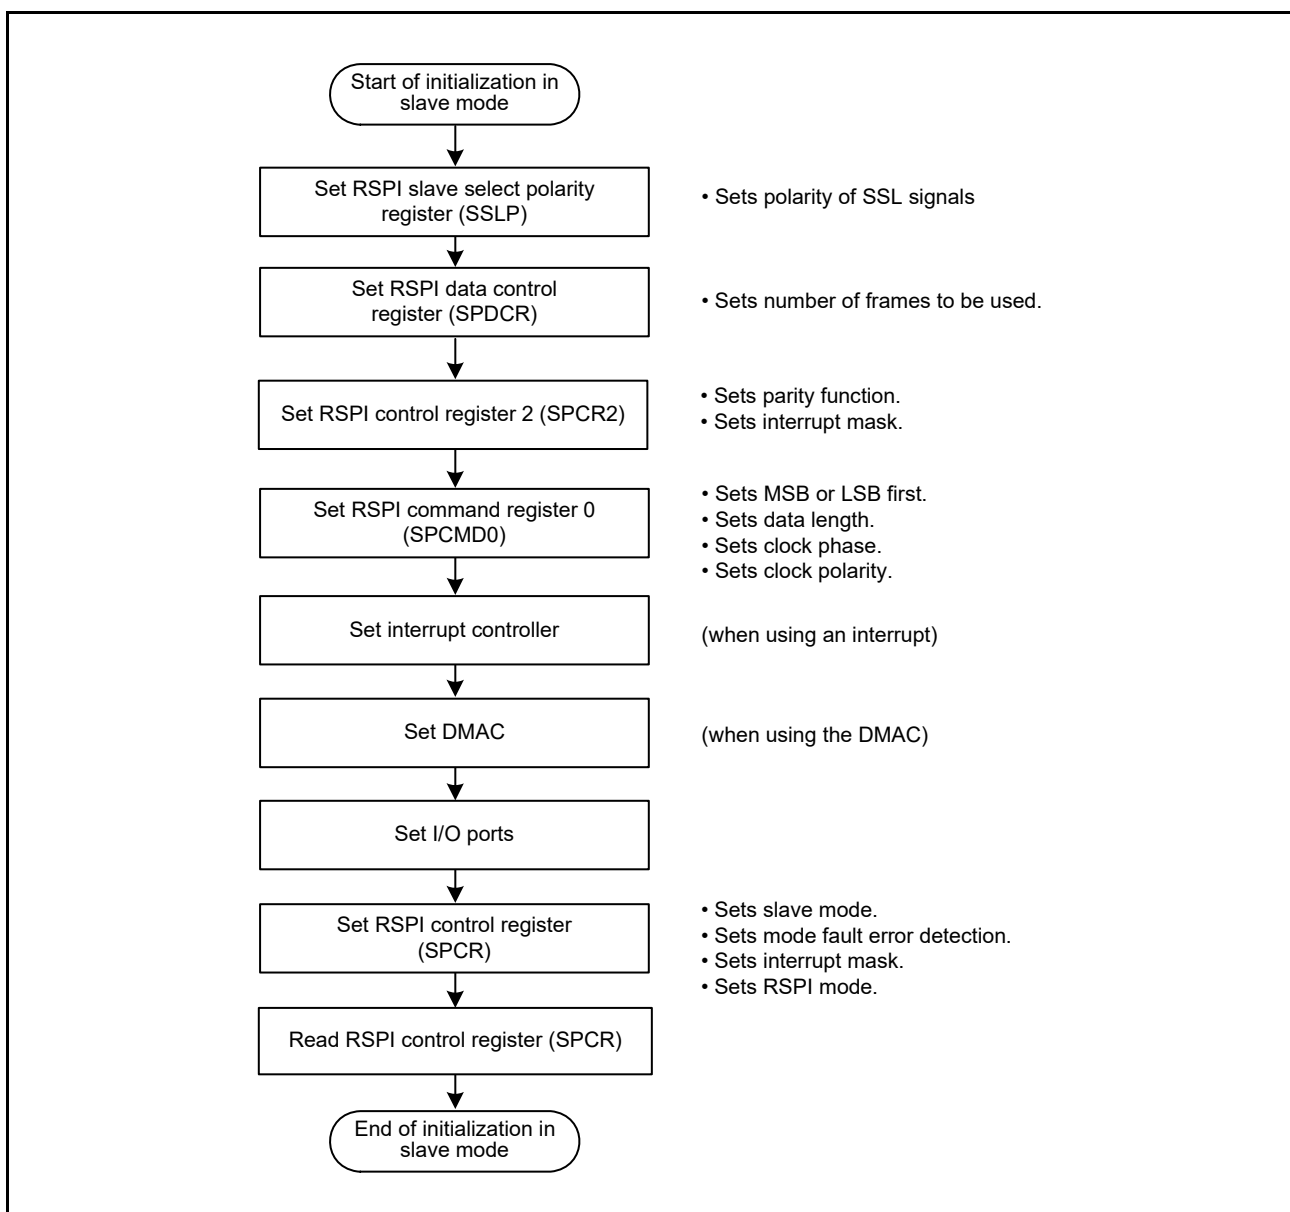 Start of initialization in
slave mode
Set RSPI slave select polarity
register (SSLP)
• Sets polarity of SSL signals
Set RSPI data control
register (SPDCR)
• Sets number of frames to be used.
Set RSPI control register 2 (SPCR2)
• Sets parity function.
• Sets interrupt mask.
Set RSPI command register 0
(SPCMD0)
• Sets MSB or LSB first.
• Sets data length.
• Sets clock phase.
• Sets clock polarity.
Set interrupt controller
(when using an interrupt)
Set DMAC
(when using the DMAC)
Set I/O ports
Set RSPI control register
(SPCR)
• Sets slave mode.
• Sets mode fault error detection.
• Sets interrupt mask.
• Sets RSPI mode.
Read RSPI control register (SPCR)
End of initialization in
slave mode